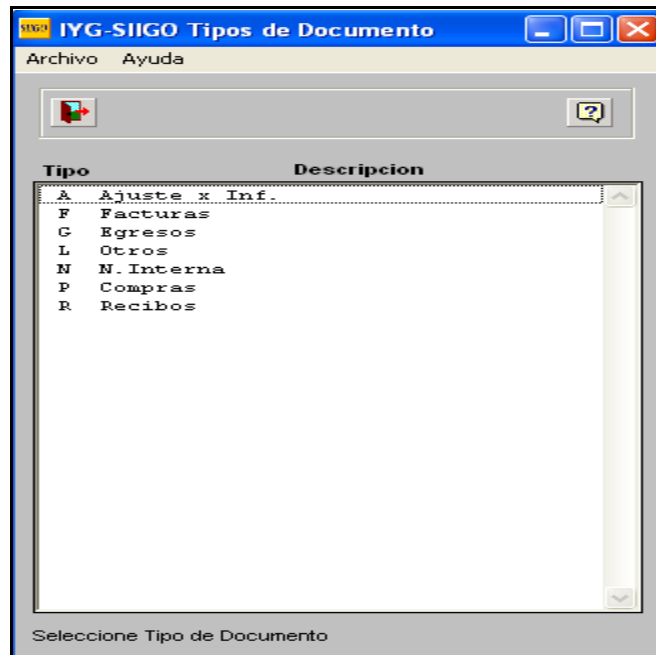 SIIGO IYG-SIIGO Tipos de Documento
Archivo Ayuda
Tipo Descripcion
A Ajuste x Inf.
F Facturas
G Egresos
L Otros
N N.Interna
P Compras
R Recibos
Seleccione Tipo de Documento